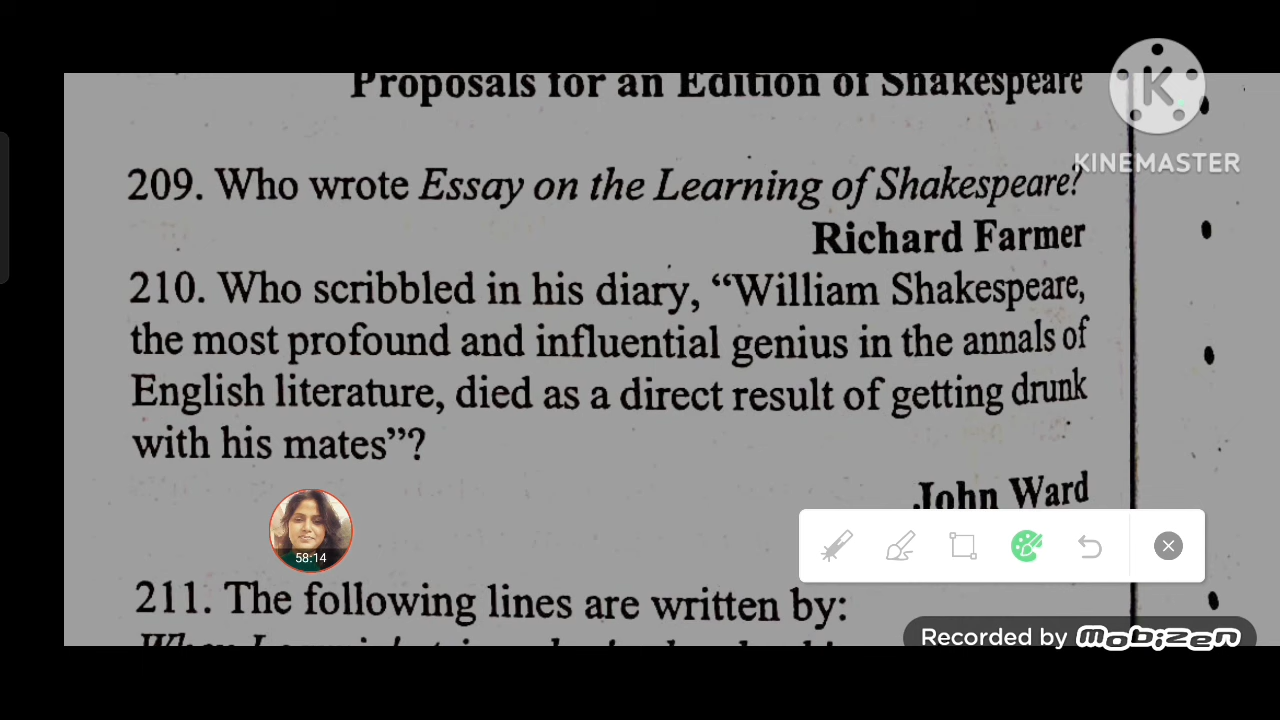 Proposals for an Edition of Shakespeare
KINEMASTER
209. Who wrote Essay on the Learning of Shakespeare?
Richard Farmer
210. Who scribbled in his diary, “William Shakespeare,
the most profound and influential genius in the annals of
English literature, died as a direct result of getting drunk
with his mates”?
John Ward
58:14
211. The following lines are written by:
Recorded by mobizen